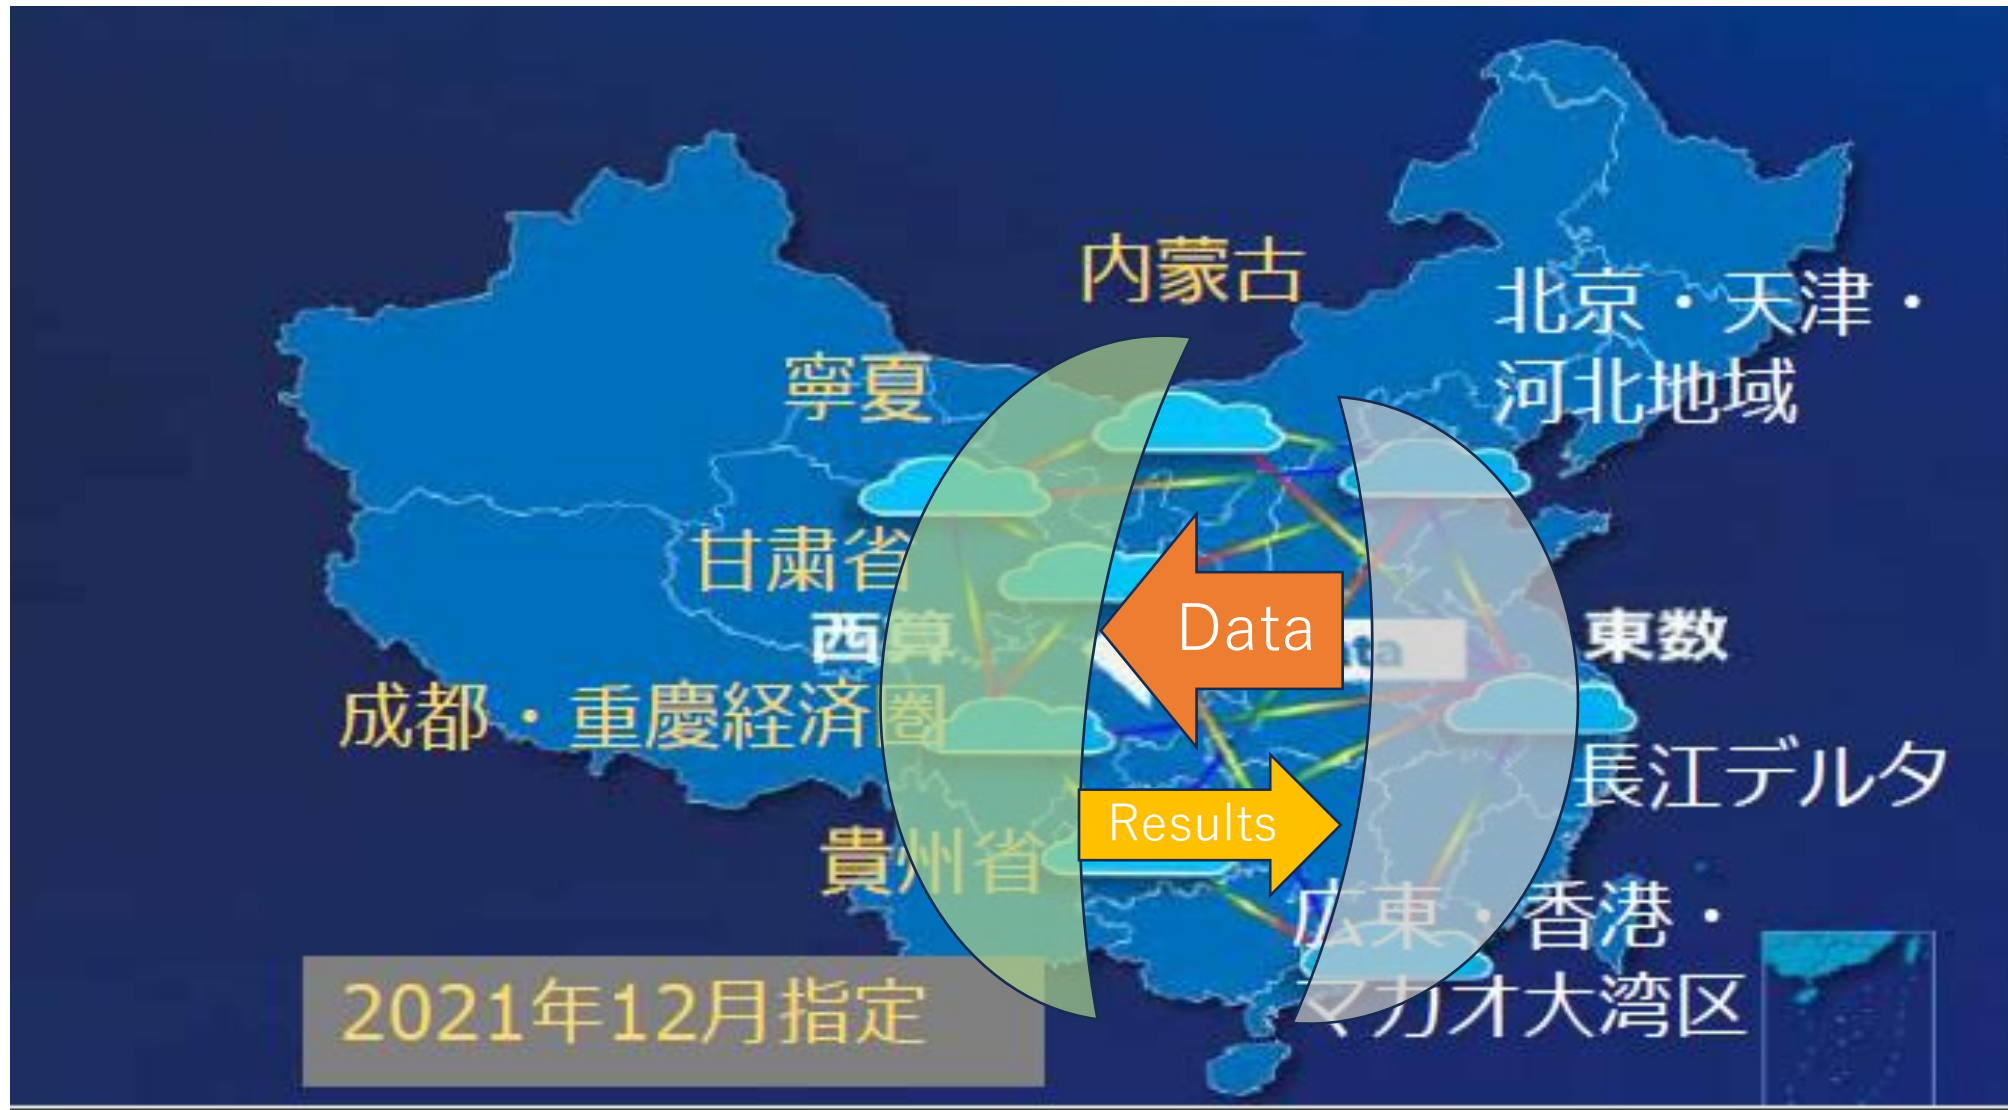 内蒙古
北京・天津・
河北地域
寧夏
甘粛省
西算
Data
ata
東数
成都・重慶経済圏
長江デルタ
Results
貴州省
広東・香港・
マカオ大湾区
2021年12月指定